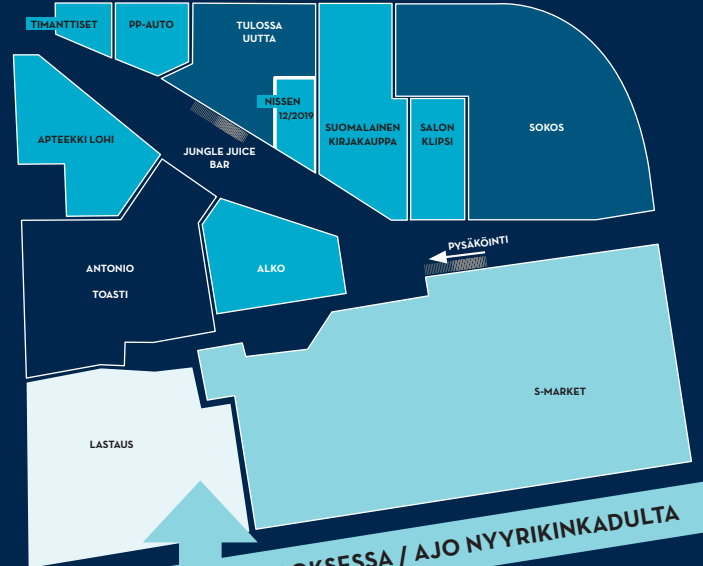 TIMANTTISET
PP-AUTO
TULOSSA
UUTTA
NISSEN
12/2019
SUOMALAINEN
KIRJAKAUPPA
SALON
KLIPSI
SOKOS
APTEEKKI LOHI
JUNGLE JUICE
BAR
PYSÄKÖINTI
ANTONIO
TOASTI
ALKO
S-MARKET
LASTAUS
OKSESSA / AJO NYYRIKINKADULTA